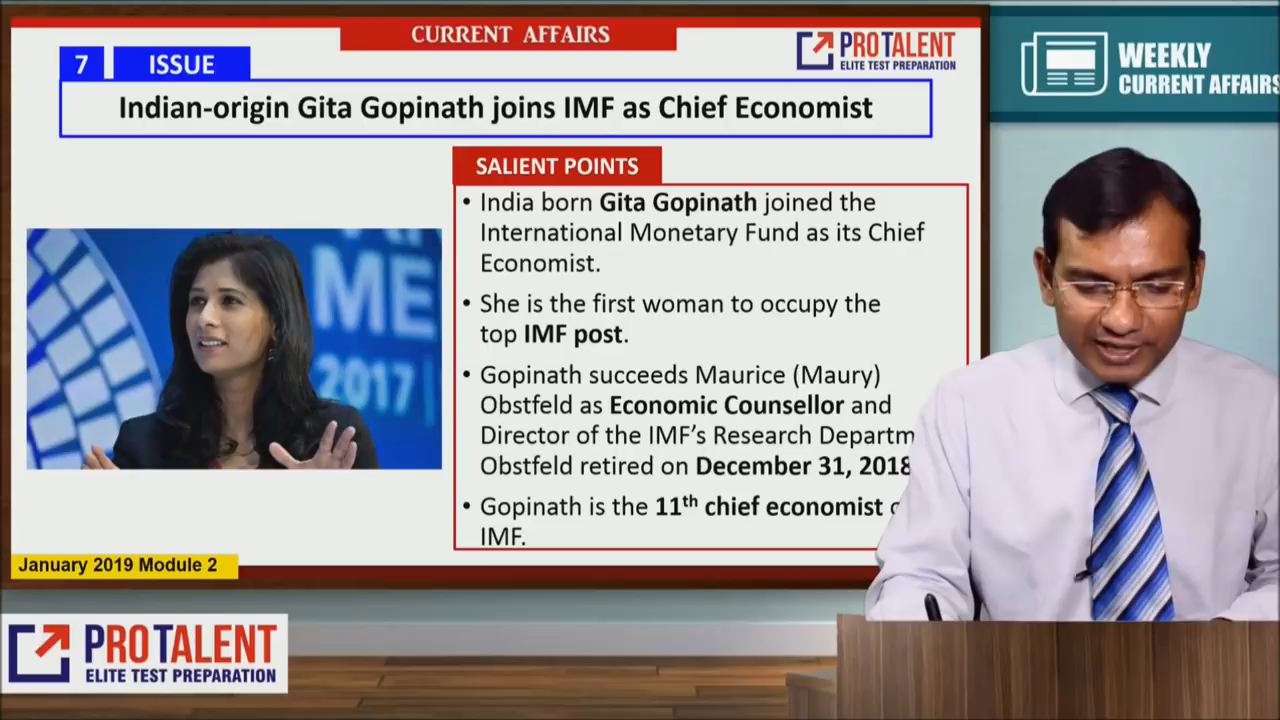 CURRENT AFFAIRS
7 ISSUE
PROTALENT
ELITE TEST PREPARATION
WEEKLY
CURRENT AFFAIRS
Indian-origin Gita Gopinath joins IMF as Chief Economist
SALIENT POINTS
• India born Gita Gopinath joined the
International Monetary Fund as its Chief
Economist.
• She is the first woman to occupy the
top IMF post.
• Gopinath succeeds Maurice (Maury)
Obstfeld as Economic Counsellor and
Director of the IMF’s Research Departm
Obstfeld retired on December 31, 2018
• Gopinath is the 11th chief economist
IMF.
ME
2017
January 2019 Module 2
PROTALENT
ELITE TEST PREPARATION